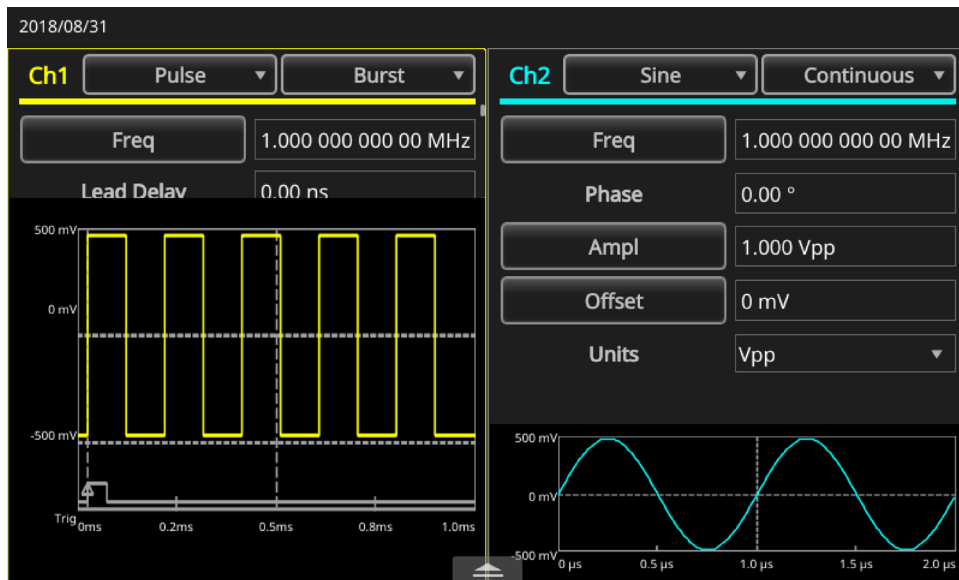 2018/08/31
Ch1 Pulse Burst
Freq 1.000 000 000 00 MHz
Lead Delay 0.00 ns
500 mV
0 mV
-500 mV
Trig
0ms 0.2ms 0.5ms 0.8ms 1.0ms
Ch2 Sine Continuous
Freq 1.000 000 000 00 MHz
Phase 0.00 °
Ampl 1.000 Vpp
Offset 0 mV
Units Vpp
500 mV
0 mV
-500 mV
0 µs 0.5 µs 1.0 µs 1.5 µs 2.0 µs